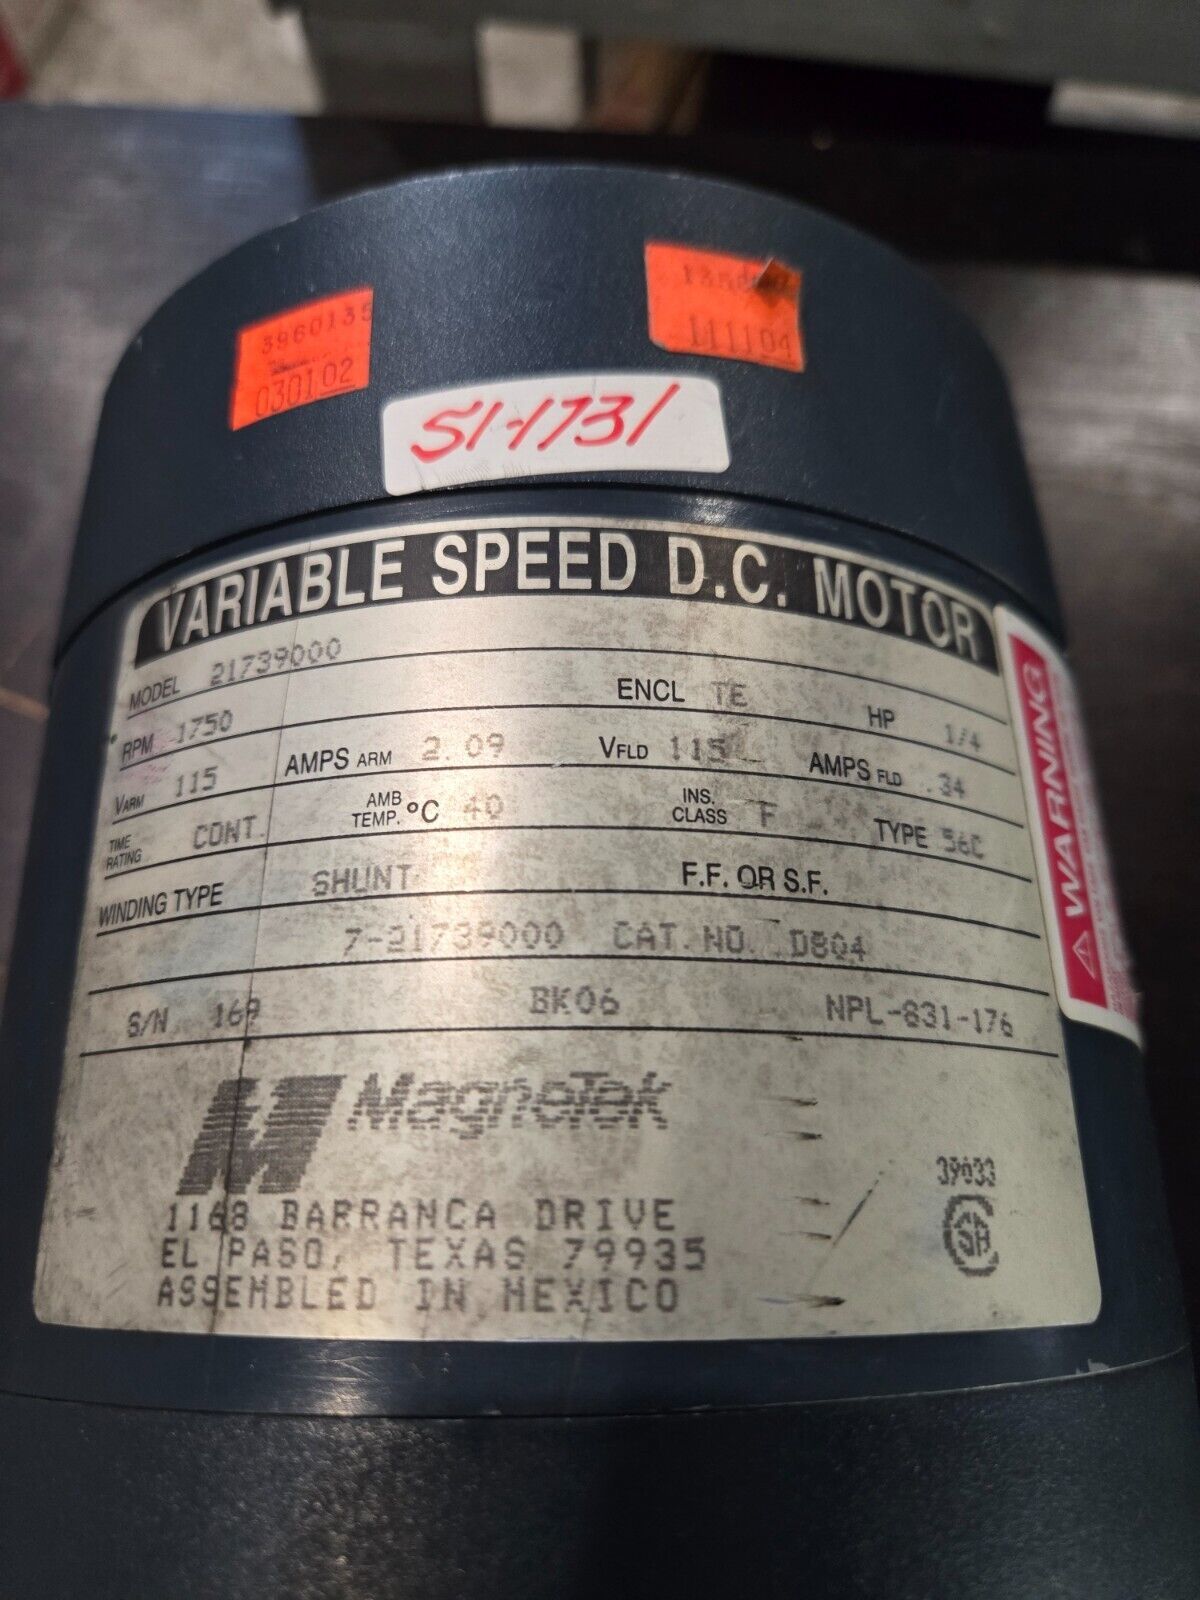 3960135
030102
111104
51-1731
VARIABLE SPEED D.C. MOTOR
MODEL 21739000
RPM 1750 ENCL TE HP 1/4
VARM 115 AMPS ARM 2.09 VFLD 115 AMPS FLD .34
TIME RATING CONT. AMB TEMP. °C 40 INS. CLASS F TYPE 56C
WINDING TYPE SHUNT F.F. OR S.F.
7-21739000 CAT. NO. D804
S/N 169 BK06 NPL-831-176
MagneTek
1168 BARRANCA DRIVE
EL PASO, TEXAS 79935
ASSEMBLED IN MEXICO
39033
SA
WARNING